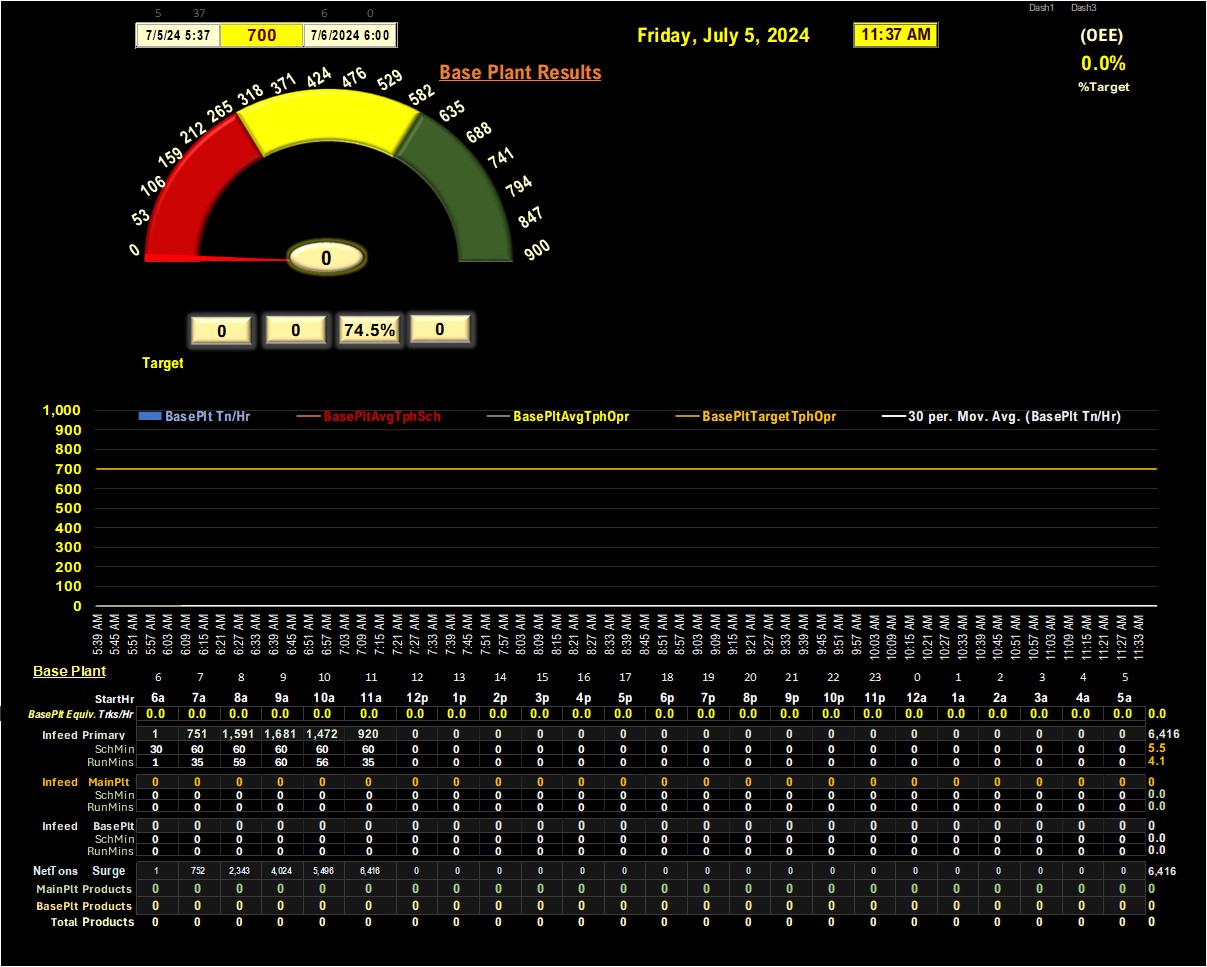 5 37 6 0 Dash1 Dash3
7/5/24 5:37 700 7/6/2024 6:00 Friday, July 5, 2024 11:37 AM (OEE)
0.0%
%Target
Base Plant Results
0 53 106 159 212 265 318 371 424 476 529 582 635 688 741 794 847 900
0
0 0 74.5% 0
Target
BasePlt Tn/Hr BasePltAvgTphSch BasePltAvgTphOpr BasePltTargetTphOpr 30 per. Mov. Avg. (BasePlt Tn/Hr)
1,000
900
800
700
600
500
400
300
200
100
0
5:39 AM 5:45 AM 5:51 AM 5:57 AM 6:03 AM 6:09 AM 6:15 AM 6:21 AM 6:27 AM 6:33 AM 6:39 AM 6:45 AM 6:51 AM 6:57 AM 7:03 AM 7:09 AM 7:15 AM 7:21 AM 7:27 AM 7:33 AM 7:39 AM 7:45 AM 7:51 AM 7:57 AM 8:03 AM 8:09 AM 8:15 AM 8:21 AM 8:27 AM 8:33 AM 8:39 AM 8:45 AM 8:51 AM 8:57 AM 9:03 AM 9:09 AM 9:15 AM 9:21 AM 9:27 AM 9:33 AM 9:39 AM 9:45 AM 9:51 AM 9:57 AM 10:03 AM 10:09 AM 10:15 AM 10:21 AM 10:27 AM 10:33 AM 10:39 AM 10:45 AM 10:51 AM 10:57 AM 11:03 AM 11:09 AM 11:15 AM 11:21 AM 11:27 AM 11:33 AM
Base Plant 6 7 8 9 10 11 12 13 14 15 16 17 18 19 20 21 22 23 0 1 2 3 4 5
StartHr 6a 7a 8a 9a 10a 11a 12p 1p 2p 3p 4p 5p 6p 7p 8p 9p 10p 11p 12a 1a 2a 3a 4a 5a
BasePlt Equiv. Trks/Hr 0.0 0.0 0.0 0.0 0.0 0.0 0.0 0.0 0.0 0.0 0.0 0.0 0.0 0.0 0.0 0.0 0.0 0.0 0.0 0.0 0.0 0.0 0.0 0.0 0.0
Infeed Primary 1 751 1,591 1,681 1,472 920 0 0 0 0 0 0 0 0 0 0 0 0 0 0 0 0 0 0 6,416
SchMin 30 60 60 60 60 60 0 0 0 0 0 0 0 0 0 0 0 0 0 0 0 0 0 0 5.5
RunMins 1 35 59 60 56 35 0 0 0 0 0 0 0 0 0 0 0 0 0 0 0 0 0 0 4.1
Infeed MainPlt 0 0 0 0 0 0 0 0 0 0 0 0 0 0 0 0 0 0 0 0 0 0 0 0 0
SchMin 0 0 0 0 0 0 0 0 0 0 0 0 0 0 0 0 0 0 0 0 0 0 0 0 0.0
RunMins 0 0 0 0 0 0 0 0 0 0 0 0 0 0 0 0 0 0 0 0 0 0 0 0 0.0
Infeed BasePlt 0 0 0 0 0 0 0 0 0 0 0 0 0 0 0 0 0 0 0 0 0 0 0 0 0
SchMin 0 0 0 0 0 0 0 0 0 0 0 0 0 0 0 0 0 0 0 0 0 0 0 0 0.0
RunMins 0 0 0 0 0 0 0 0 0 0 0 0 0 0 0 0 0 0 0 0 0 0 0 0 0.0
NetTons Surge 1 752 2,343 4,024 5,496 6,416 0 0 0 0 0 0 0 0 0 0 0 0 0 0 0 0 0 0 6,416
MainPlt Products 0 0 0 0 0 0 0 0 0 0 0 0 0 0 0 0 0 0 0 0 0 0 0 0 0
BasePlt Products 0 0 0 0 0 0 0 0 0 0 0 0 0 0 0 0 0 0 0 0 0 0 0 0 0
Total Products 0 0 0 0 0 0 0 0 0 0 0 0 0 0 0 0 0 0 0 0 0 0 0 0 0